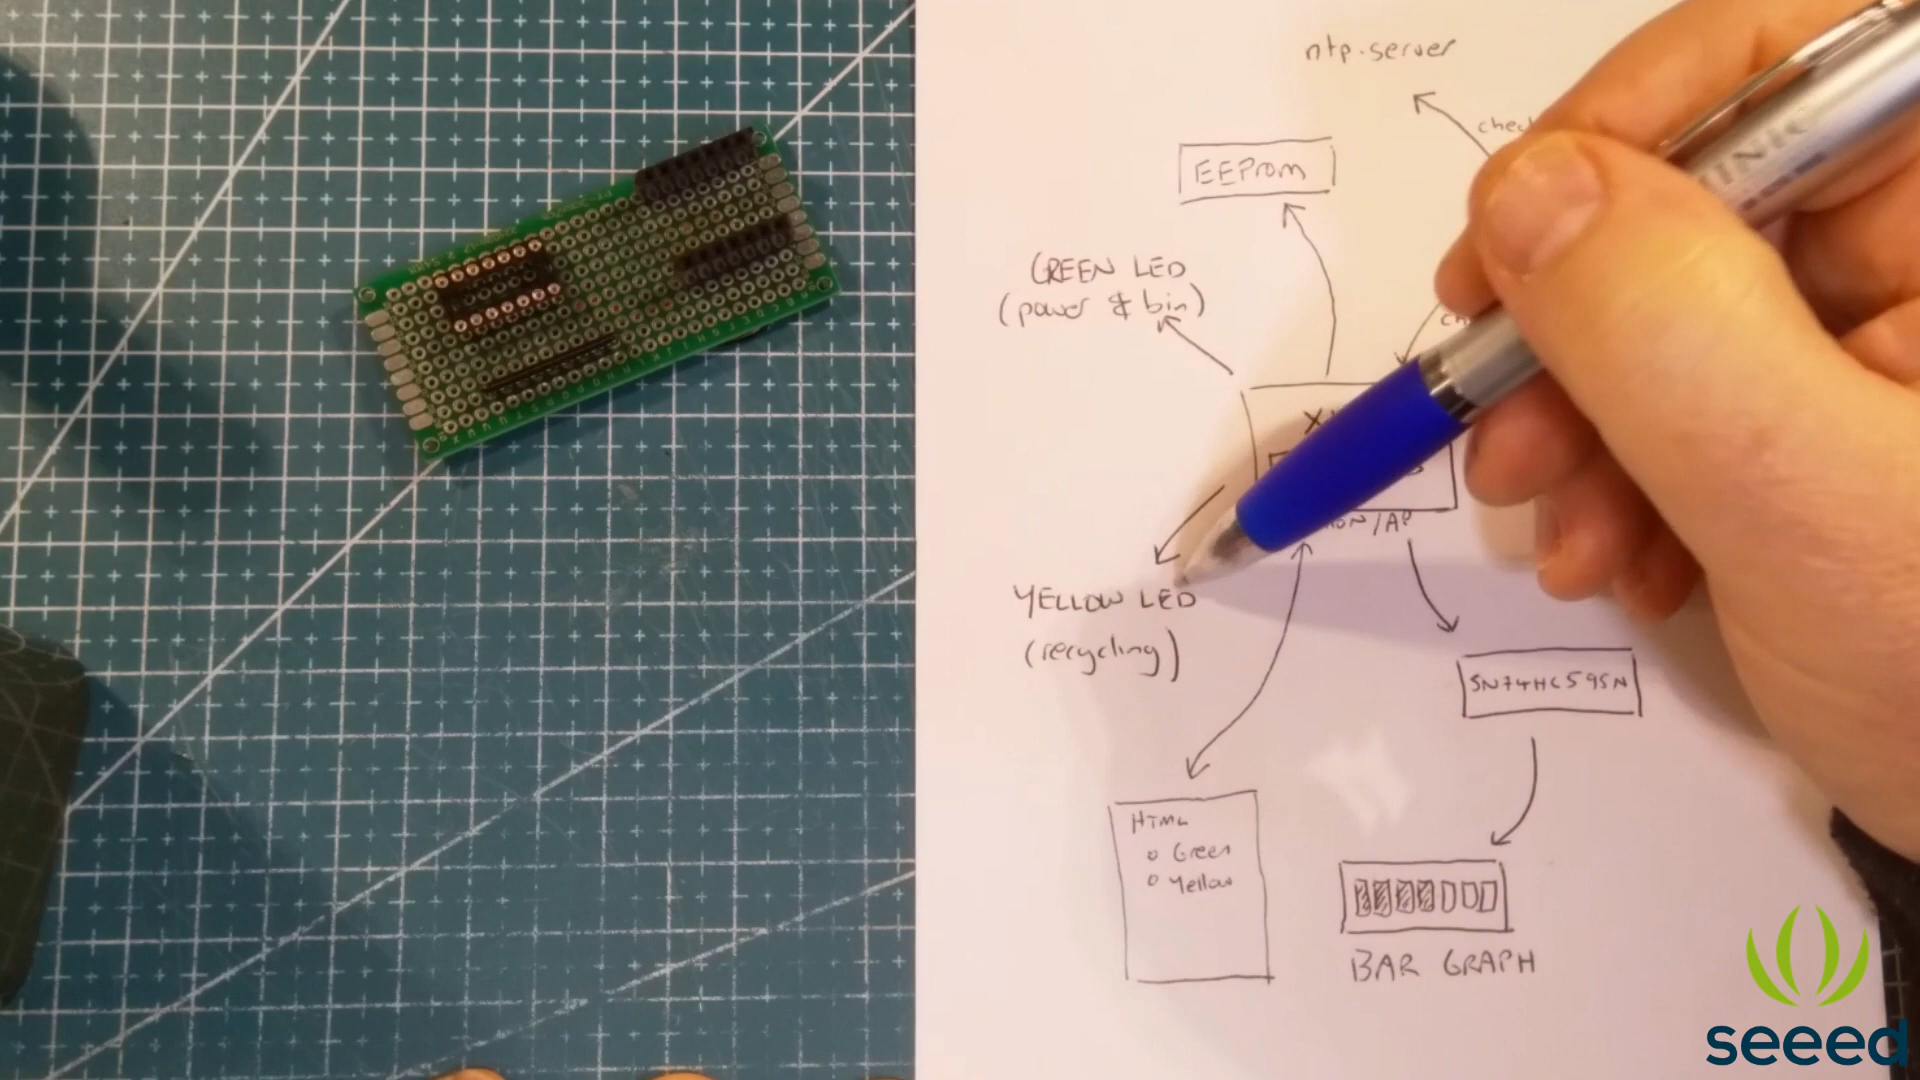 ntp.server
EEProm
GREEN LED
(power & bin)
YELLOW LED
(recycling)
SN74HC595N
HTML
o Green
o Yellow
BAR GRAPH
seeed